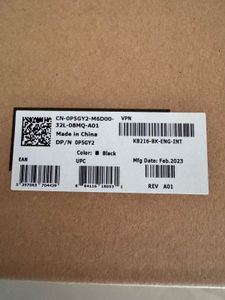 CN-0P5GY2-M6D00-
32L-08MQ-A01
VPN
Made in China
DP/N 0P5GY2
KB216-BK-ENG-INT
Color: Black
EAN
UPC
Mfg Date: Feb.2023
REV A01